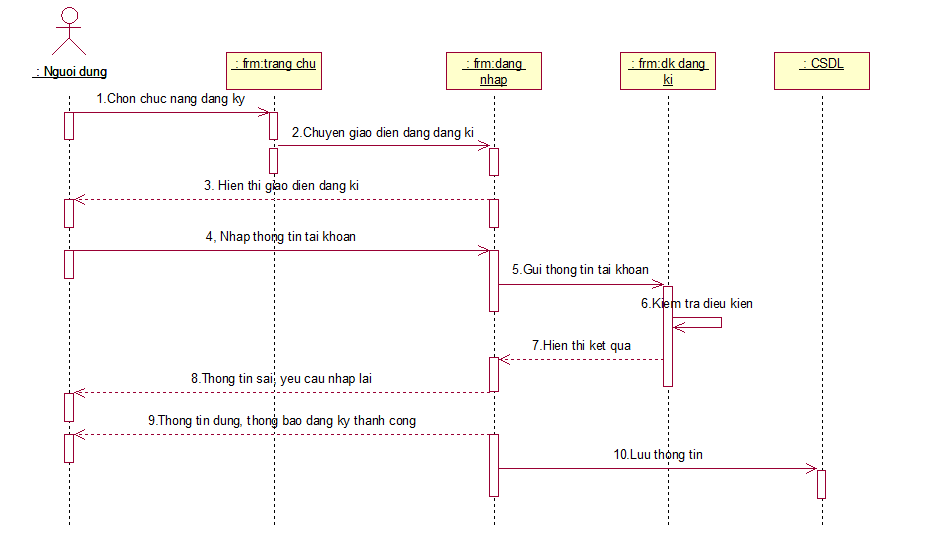 : Nguoi dung
: frm:trang chu
: frm:dang
nhap
: frm:dk dang
ki
: CSDL
1.Chon chuc nang dang ky
2.Chuyen giao dien dang dang ki
3. Hien thi giao dien dang ki
4, Nhap thong tin tai khoan
5.Gui thong tin tai khoan
6.Kiem tra dieu kien
7.Hien thi ket qua
8.Thong tin sai, yeu cau nhap lai
9.Thong tin dung, thong bao dang ky thanh cong
10.Luu thong tin